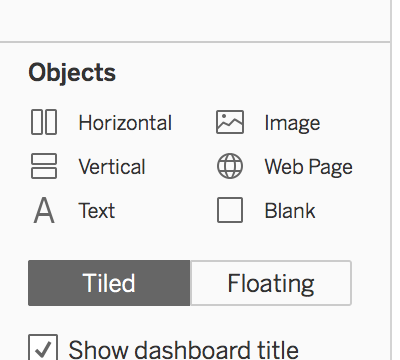 Objects
Horizontal Image
Vertical Web Page
Text Blank
Tiled Floating
Show dashboard title